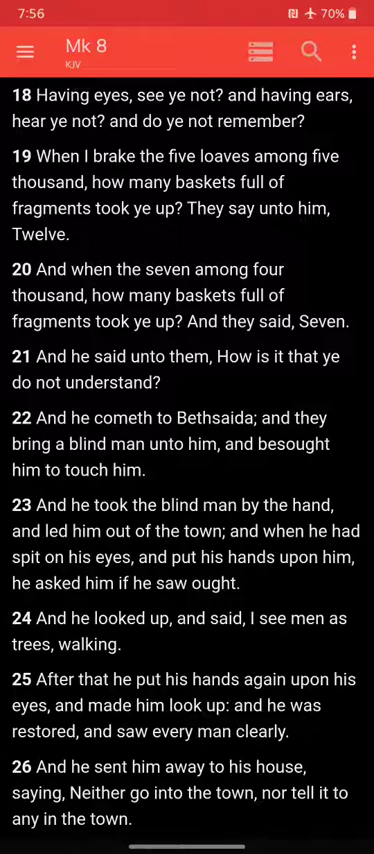 7:56
70%
Mk 8
KJV
18 Having eyes, see ye not? and having ears,
hear ye not? and do ye not remember?
19 When I brake the five loaves among five
thousand, how many baskets full of
fragments took ye up? They say unto him,
Twelve.
20 And when the seven among four
thousand, how many baskets full of
fragments took ye up? And they said, Seven.
21 And he said unto them, How is it that ye
do not understand?
22 And he cometh to Bethsaida; and they
bring a blind man unto him, and besought
him to touch him.
23 And he took the blind man by the hand,
and led him out of the town; and when he had
spit on his eyes, and put his hands upon him,
he asked him if he saw ought.
24 And he looked up, and said, I see men as
trees, walking.
25 After that he put his hands again upon his
eyes, and made him look up: and he was
restored, and saw every man clearly.
26 And he sent him away to his house,
saying, Neither go into the town, nor tell it to
any in the town.